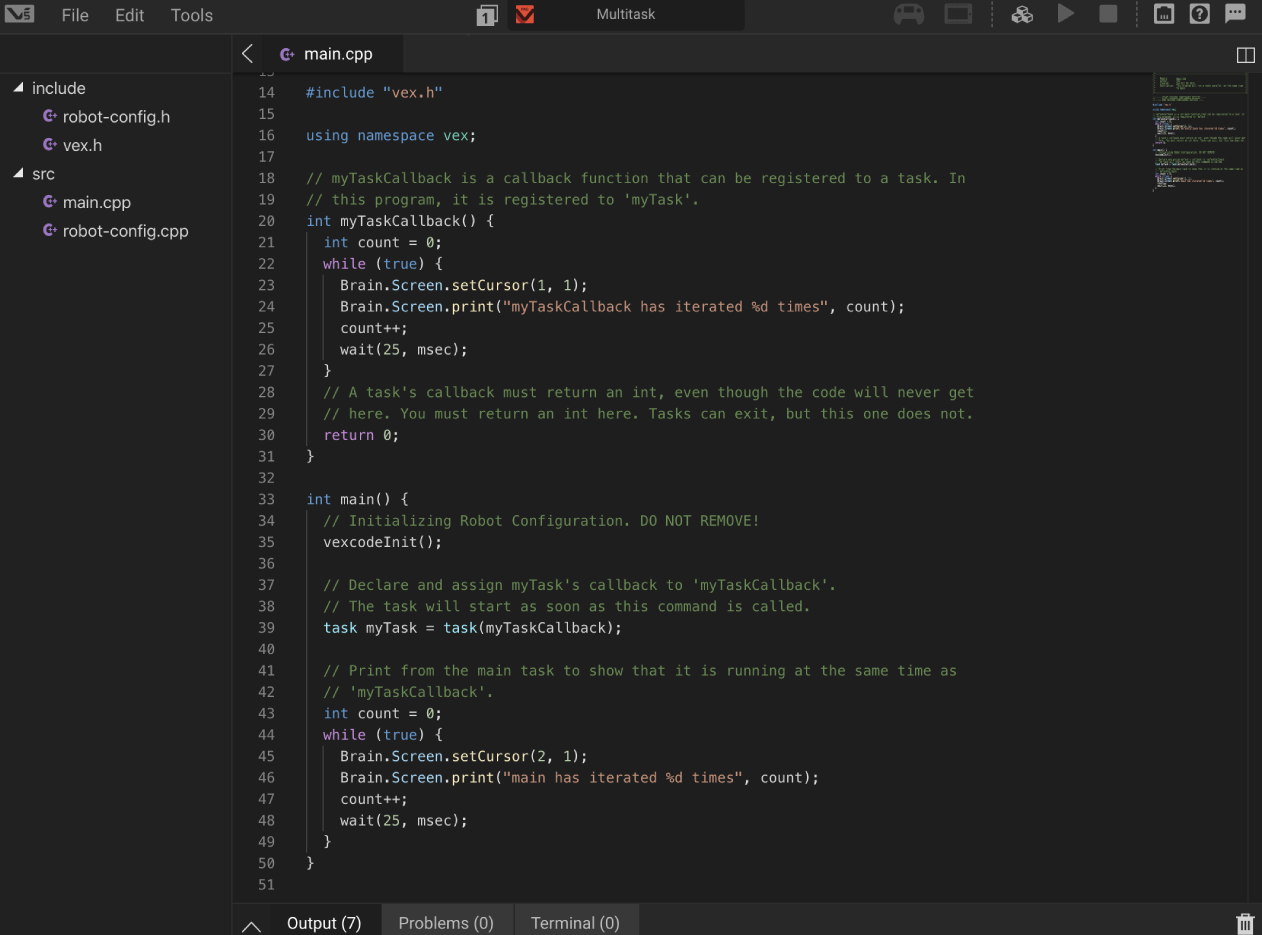 V5 File Edit Tools 1 Multitask
include
robot-config.h
vex.h
src
main.cpp
robot-config.cpp
main.cpp
13
14 #include "vex.h"
15
16 using namespace vex;
17
18 // myTaskCallback is a callback function that can be registered to a task. In
19 // this program, it is registered to 'myTask'.
20 int myTaskCallback() {
21 int count = 0;
22 while (true) {
23 Brain.Screen.setCursor(1, 1);
24 Brain.Screen.print("myTaskCallback has iterated %d times", count);
25 count++;
26 wait(25, msec);
27 }
28 // A task's callback must return an int, even though the code will never get
29 // here. You must return an int here. Tasks can exit, but this one does not.
30 return 0;
31 }
32
33 int main() {
34 // Initializing Robot Configuration. DO NOT REMOVE!
35 vexcodeInit();
36
37 // Declare and assign myTask's callback to 'myTaskCallback'.
38 // The task will start as soon as this command is called.
39 task myTask = task(myTaskCallback);
40
41 // Print from the main task to show that it is running at the same time as
42 // 'myTaskCallback'.
43 int count = 0;
44 while (true) {
45 Brain.Screen.setCursor(2, 1);
46 Brain.Screen.print("main has iterated %d times", count);
47 count++;
48 wait(25, msec);
49 }
50 }
51
Output (7) Problems (0) Terminal (0)